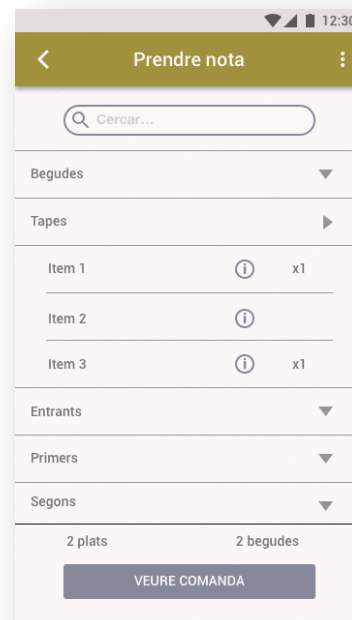 12:30
Prendre nota
Cercar...
Begudes
Tapes
Item 1 x1
Item 2
Item 3 x1
Entrants
Primers
Segons
2 plats 2 begudes
VEURE COMANDA